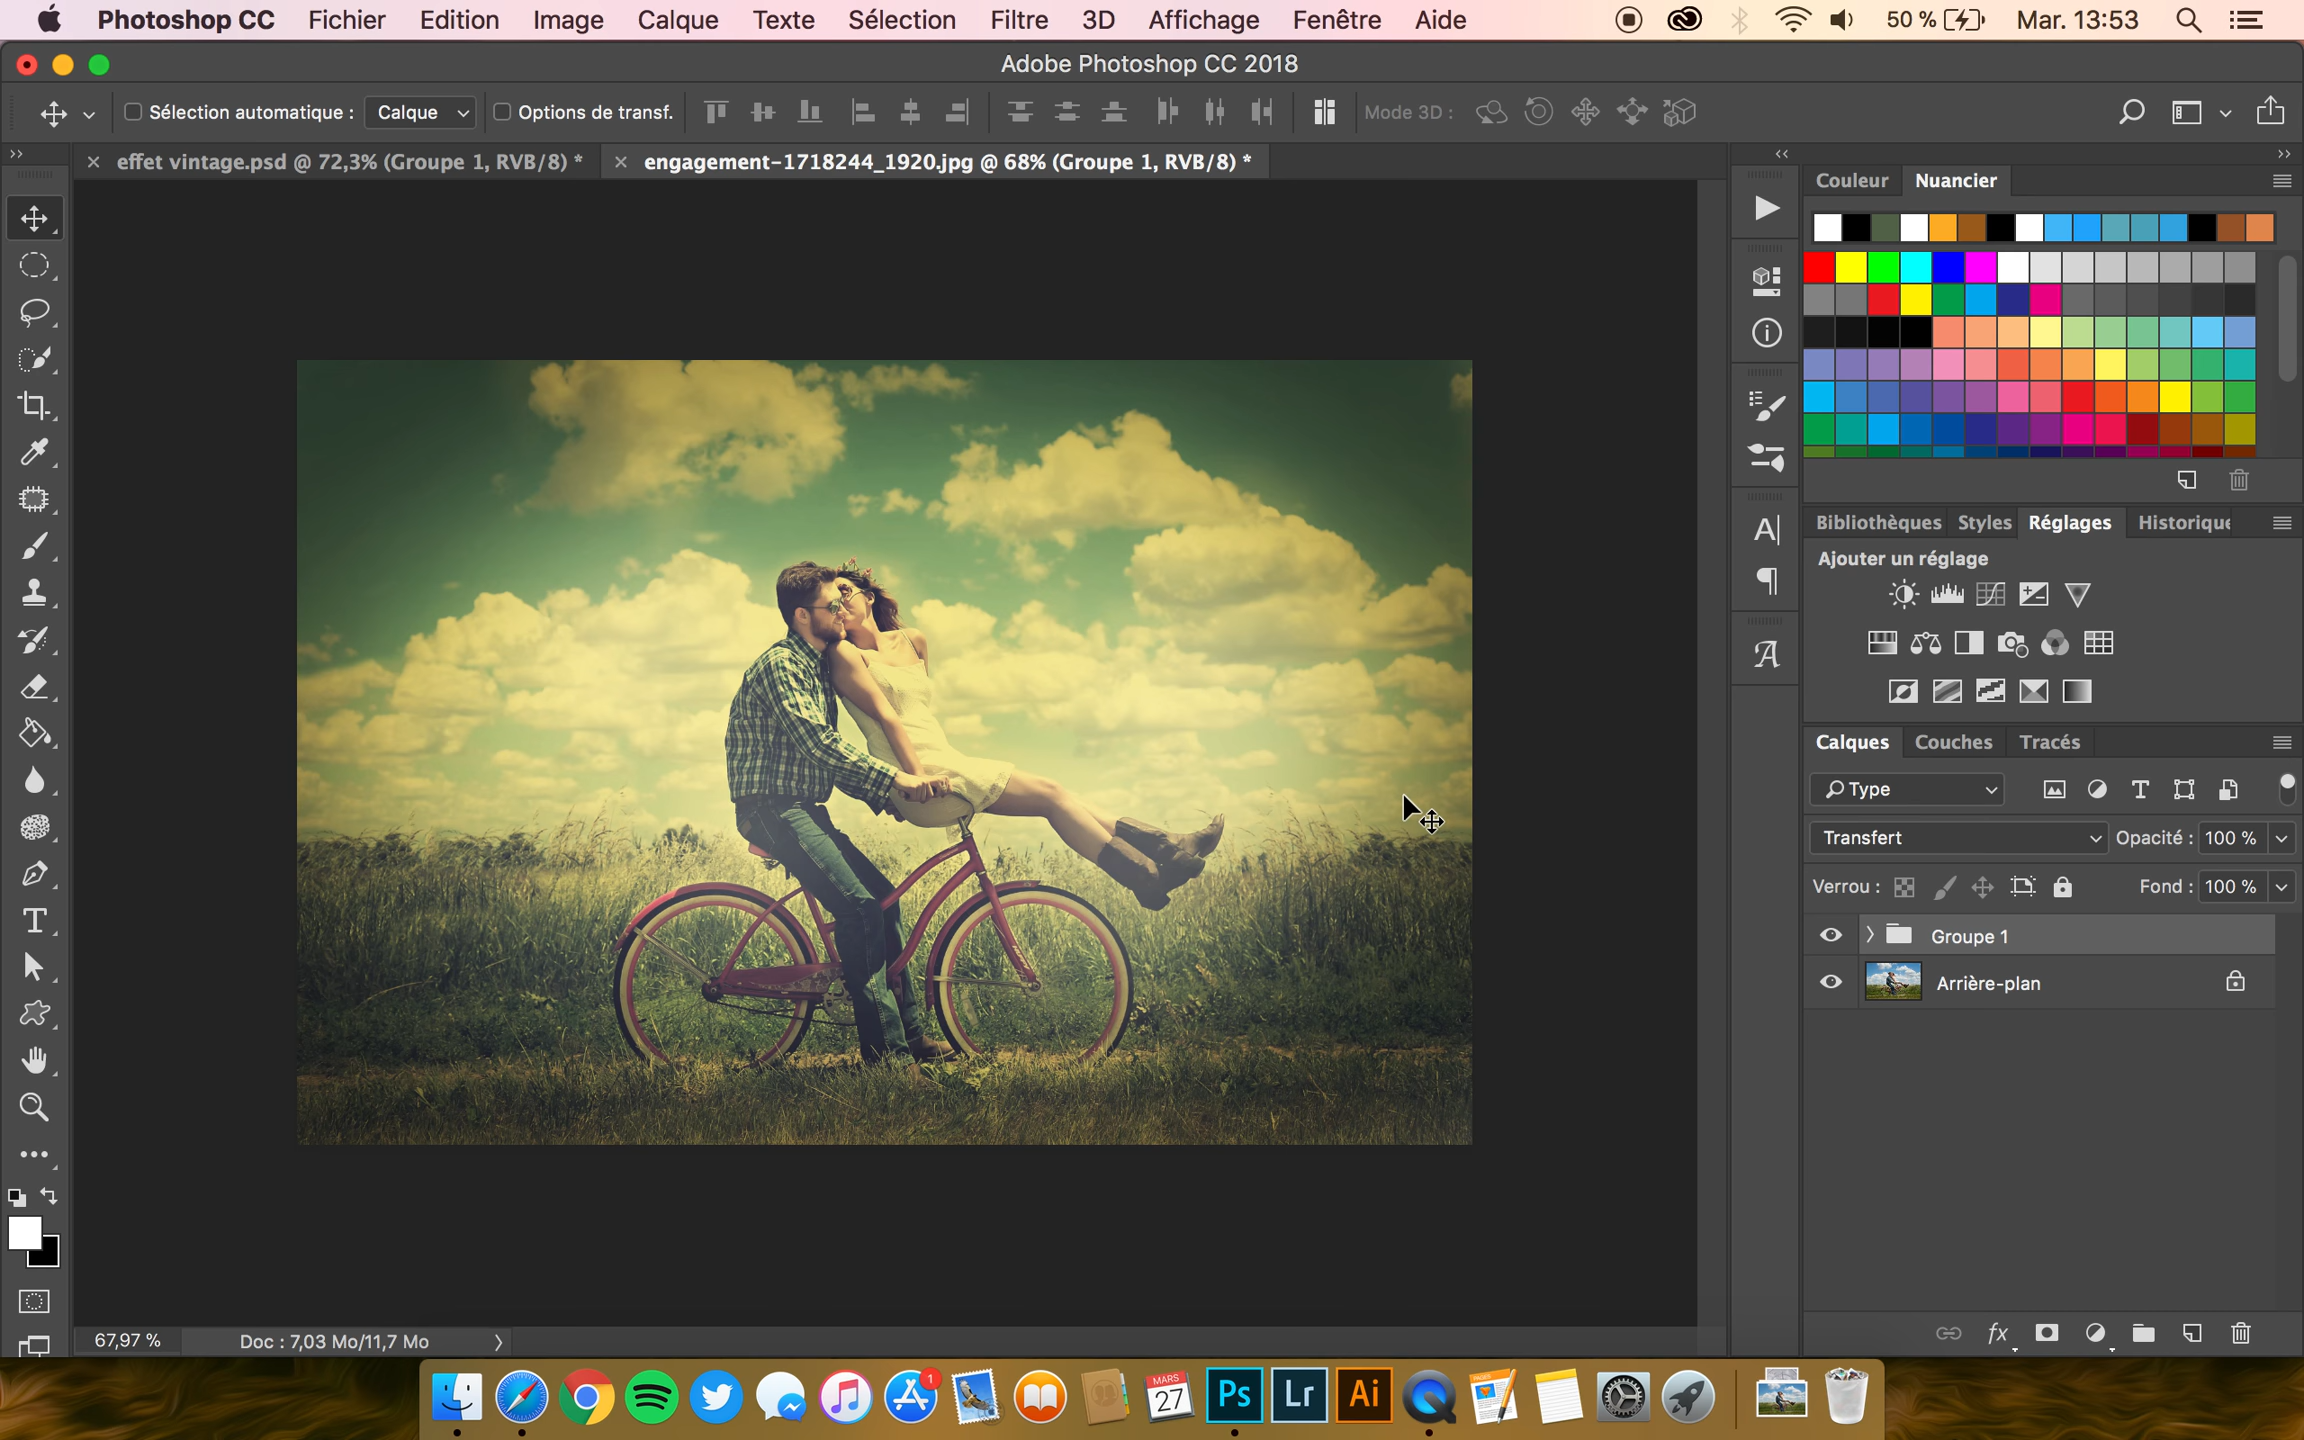 Photoshop CC Fichier Edition Image Calque Texte Sélection Filtre 3D Affichage Fenêtre Aide 50 % Mar. 13:53
Adobe Photoshop CC 2018
Sélection automatique : Calque Options de transf. Mode 3D :
effet vintage.psd @ 72,3% (Groupe 1, RVB/8) * engagement-1718244_1920.jpg @ 68% (Groupe 1, RVB/8) *
Couleur Nuancier
Bibliothèques Styles Réglages Historique
Ajouter un réglage
Calques Couches Tracés
Type
Transfert Opacité : 100 %
Verrou : Fond : 100 %
Groupe 1
Arrière-plan
fx
67,97 % Doc : 7,03 Mo/11,7 Mo
1
MARS
27
Ps Lr Ai
PAGES